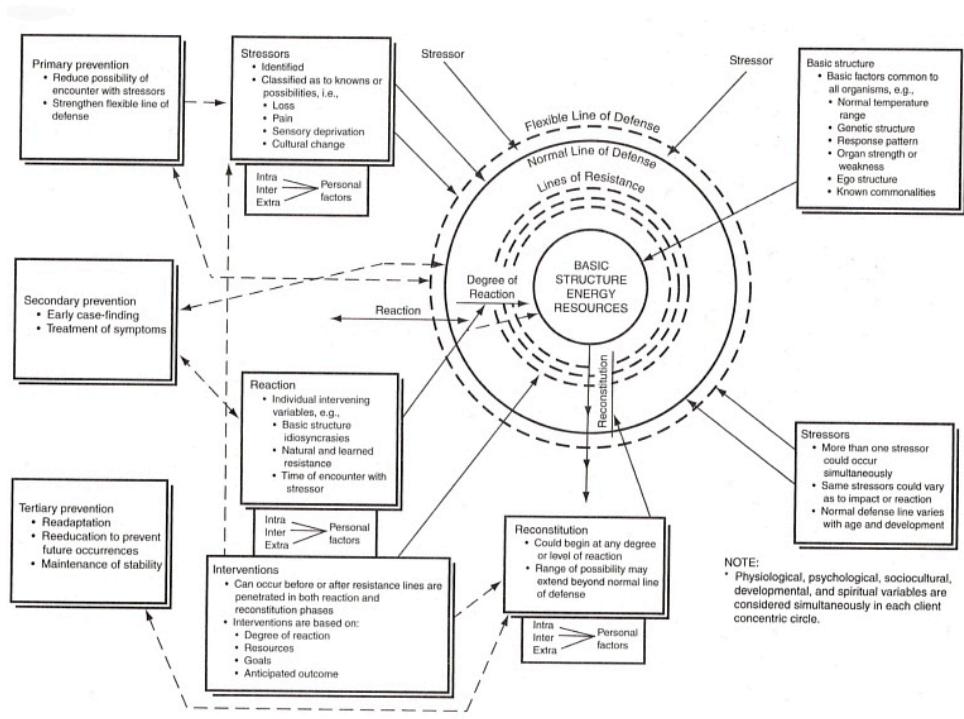 Primary prevention
• Reduce possibility of
encounter with stressors
• Strengthen flexible line of
defense
Stressors
• Identified
• Classified as to knowns or
possibilities, i.e.,
• Loss
• Pain
• Sensory deprivation
• Cultural change
Intra
Inter
Extra
Personal
factors
Stressor
Stressor
Basic structure
• Basic factors common to
all organisms, e.g.,
• Normal temperature
range
• Genetic structure
• Response pattern
• Organ strength or
weakness
• Ego structure
• Known commonalities
Flexible Line of Defense
Normal Line of Defense
Lines of Resistance
BASIC
STRUCTURE
ENERGY
RESOURCES
Degree of
Reaction
Reaction
Reconstitution
Secondary prevention
• Early case-finding
• Treatment of symptoms
Reaction
• Individual intervening
variables, e.g.,
• Basic structure
idiosyncrasies
• Natural and learned
resistance
• Time of encounter with
stressor
Intra
Inter
Extra
Personal
factors
Stressors
• More than one stressor
could occur
simultaneously
• Same stressors could vary
as to impact or reaction
• Normal defense line varies
with age and development
Tertiary prevention
• Readaptation
• Reeducation to prevent
future occurrences
• Maintenance of stability
Interventions
• Can occur before or after resistance lines are
penetrated in both reaction and
reconstitution phases
• Interventions are based on:
• Degree of reaction
• Resources
• Goals
• Anticipated outcome
Reconstitution
• Could begin at any degree
or level of reaction
• Range of possibility may
extend beyond normal line
of defense
Intra
Inter
Extra
Personal
factors
NOTE:
* Physiological, psychological, sociocultural,
developmental, and spiritual variables are
considered simultaneously in each client
concentric circle.